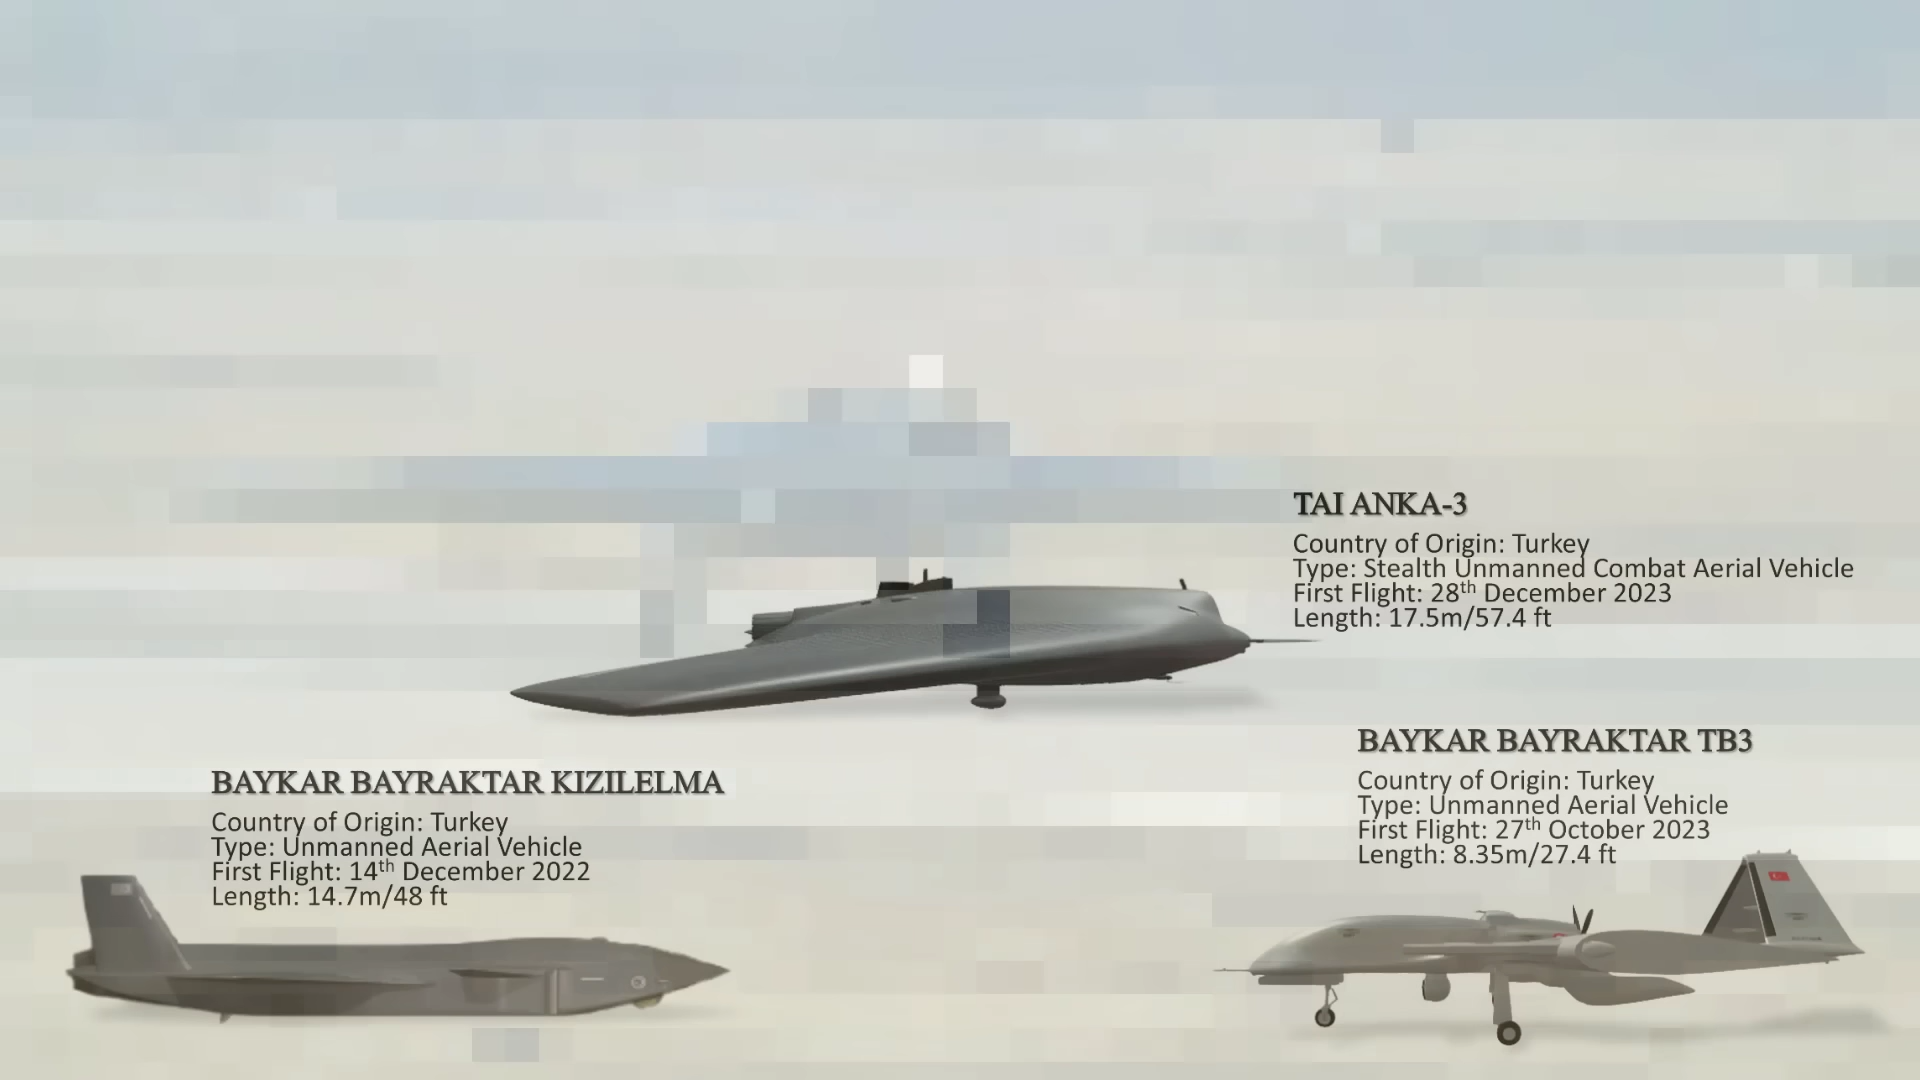 TAI ANKA-3
Country of Origin: Turkey
Type: Stealth Unmanned Combat Aerial Vehicle
First Flight: 28th December 2023
Length: 17.5m/57.4 ft
BAYKAR BAYRAKTAR TB3
Country of Origin: Turkey
Type: Unmanned Aerial Vehicle
First Flight: 27th October 2023
Length: 8.35m/27.4 ft
BAYKAR BAYRAKTAR KIZILELMA
Country of Origin: Turkey
Type: Unmanned Aerial Vehicle
First Flight: 14th December 2022
Length: 14.7m/48 ft